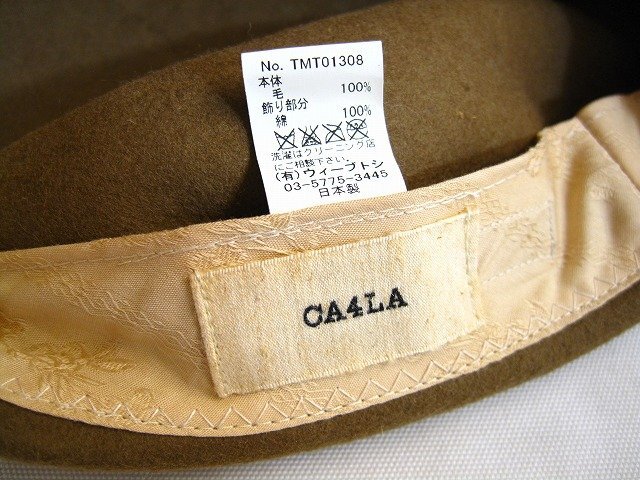 No. TMT01308
本体
毛 100%
飾り部分
綿 100%
洗濯はクリーニング店
にご相談下さい。
(有)ウィーブトシ
03-5775-3445
日本製
CA4LA